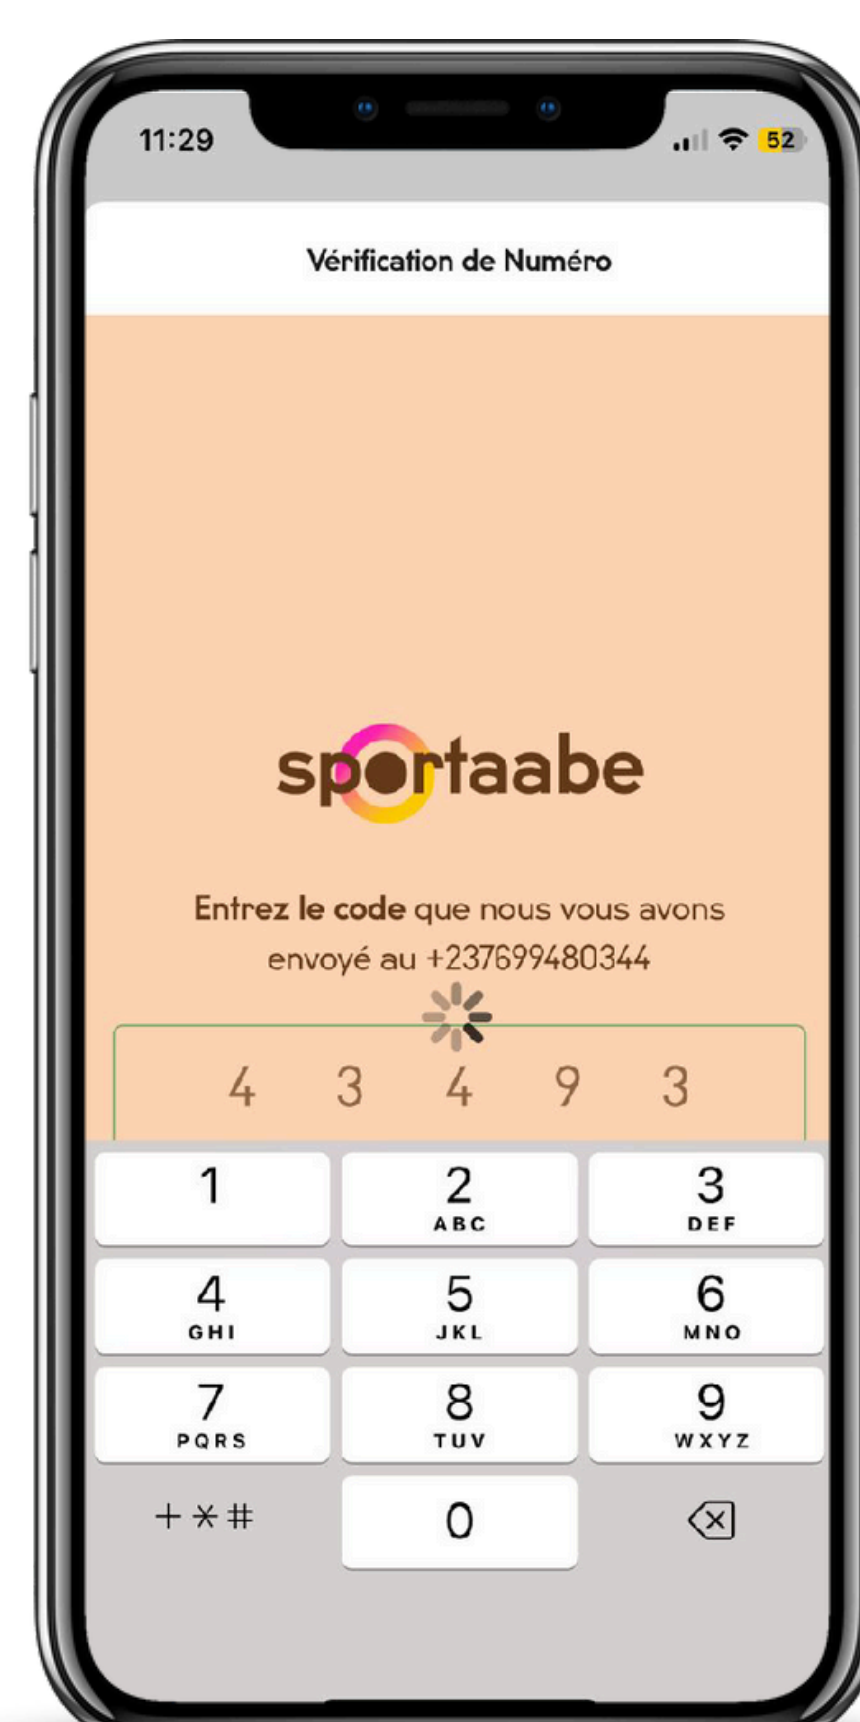 11:29
52
Vérification de Numéro
sportaabe
Entrez le code que nous vous avons
envoyé au +237699480344
4 3 4 9 3
1 2 3
ABC DEF
4 5 6
GHI JKL MNO
7 8 9
PQRS TUV WXYZ
+*# 0